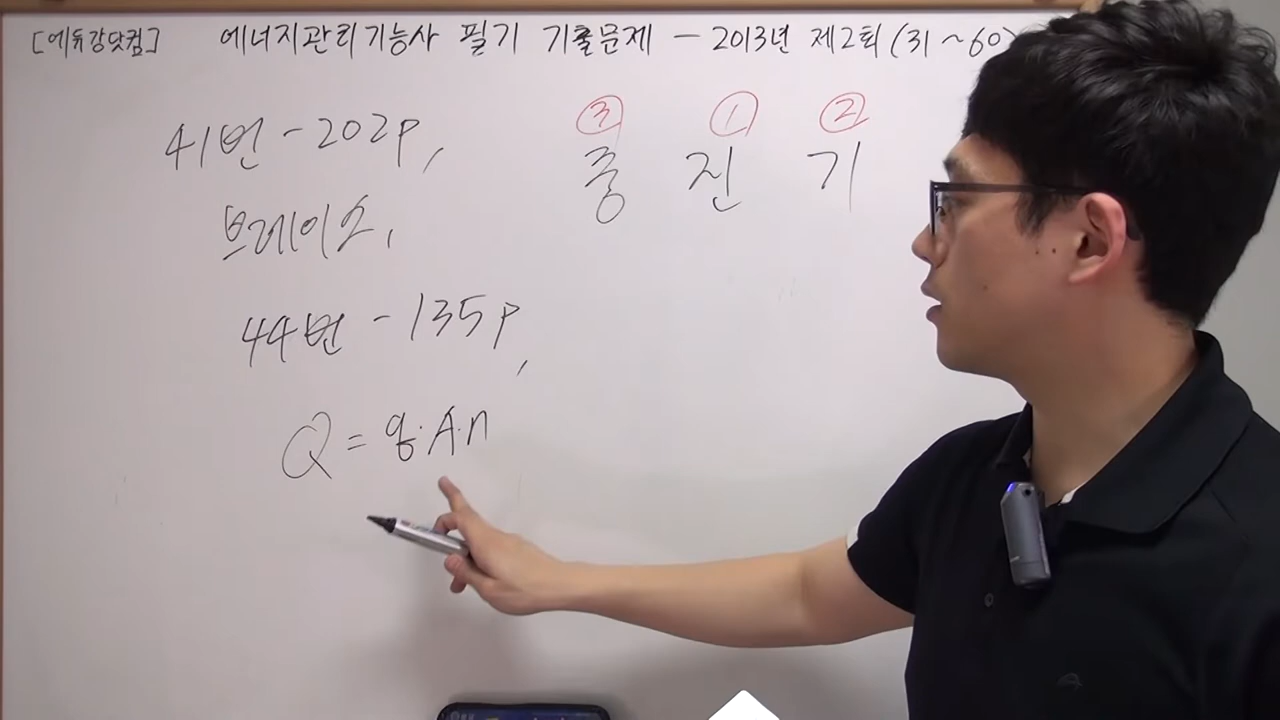 [에듀강닷컴] 에너지관리기능사 필기 기출문제 - 2013년 제2회 (31~60)
41번 - 202p,
브레이스,
44번 - 135p,
Q = q·A·n
③ ① ②
중 진 기